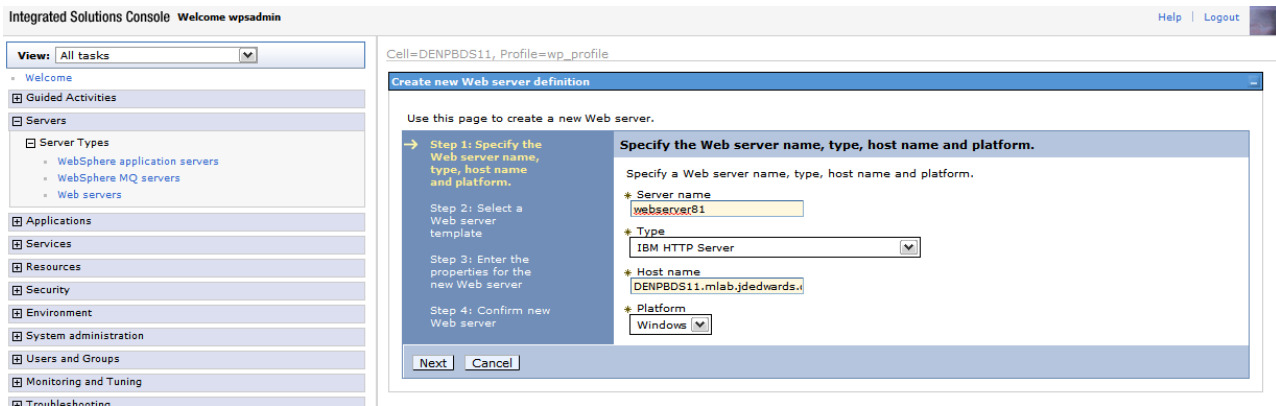 Integrated Solutions Console Welcome wpsadmin
Help | Logout
View: All tasks
Welcome
Guided Activities
Servers
Server Types
WebSphere application servers
WebSphere MQ servers
Web servers
Applications
Services
Resources
Security
Environment
System administration
Users and Groups
Monitoring and Tuning
Troubleshooting
Cell=DENPBDS11, Profile=wp_profile
Create new Web server definition
Use this page to create a new Web server.
Step 1: Specify the
Web server name,
type, host name
and platform.
Step 2: Select a
Web server
template
Step 3: Enter the
properties for the
new Web server
Step 4: Confirm new
Web server
Specify the Web server name, type, host name and platform.
Specify a Web server name, type, host name and platform.
* Server name
webserver81
* Type
IBM HTTP Server
* Host name
DENPBDS11.mlab.jdedwards.
* Platform
Windows
Next Cancel